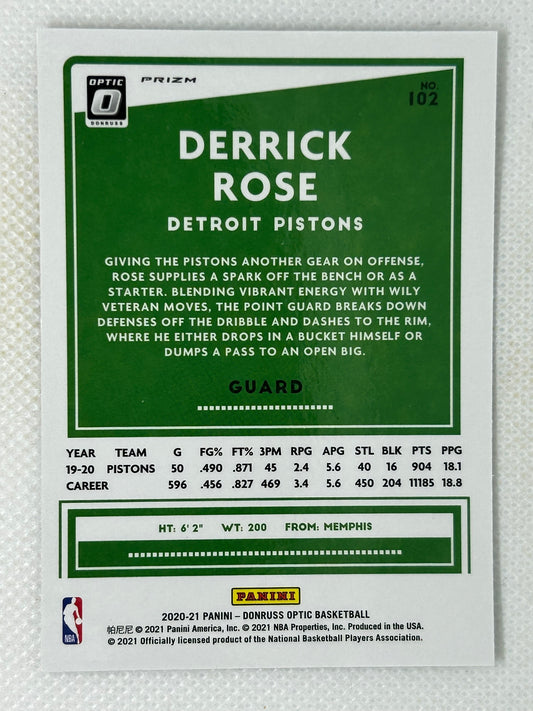 OPTIC
DONRUSS
PRIZM
NO.
102
DERRICK
ROSE
DETROIT PISTONS
GIVING THE PISTONS ANOTHER GEAR ON OFFENSE,
ROSE SUPPLIES A SPARK OFF THE BENCH OR AS A
STARTER. BLENDING VIBRANT ENERGY WITH WILY
VETERAN MOVES, THE POINT GUARD BREAKS DOWN
DEFENSES OFF THE DRIBBLE AND DASHES TO THE RIM,
WHERE HE EITHER DROPS IN A BUCKET HIMSELF OR
DUMPS A PASS TO AN OPEN BIG.
GUARD
YEAR TEAM G FG% FT% 3PM RPG APG STL BLK PTS PPG
19-20 PISTONS 50 .490 .871 45 2.4 5.6 40 16 904 18.1
CAREER 596 .456 .827 469 3.4 5.6 450 204 11185 18.8
HT: 6' 2" WT: 200 FROM: MEMPHIS
PANINI
2020-21 PANINI – DONRUSS OPTIC BASKETBALL
帕尼尼 © 2021 Panini America, Inc. © 2021 NBA Properties, Inc. Produced in the USA.
© 2021 Officially licensed product of the National Basketball Players Association.
NBA